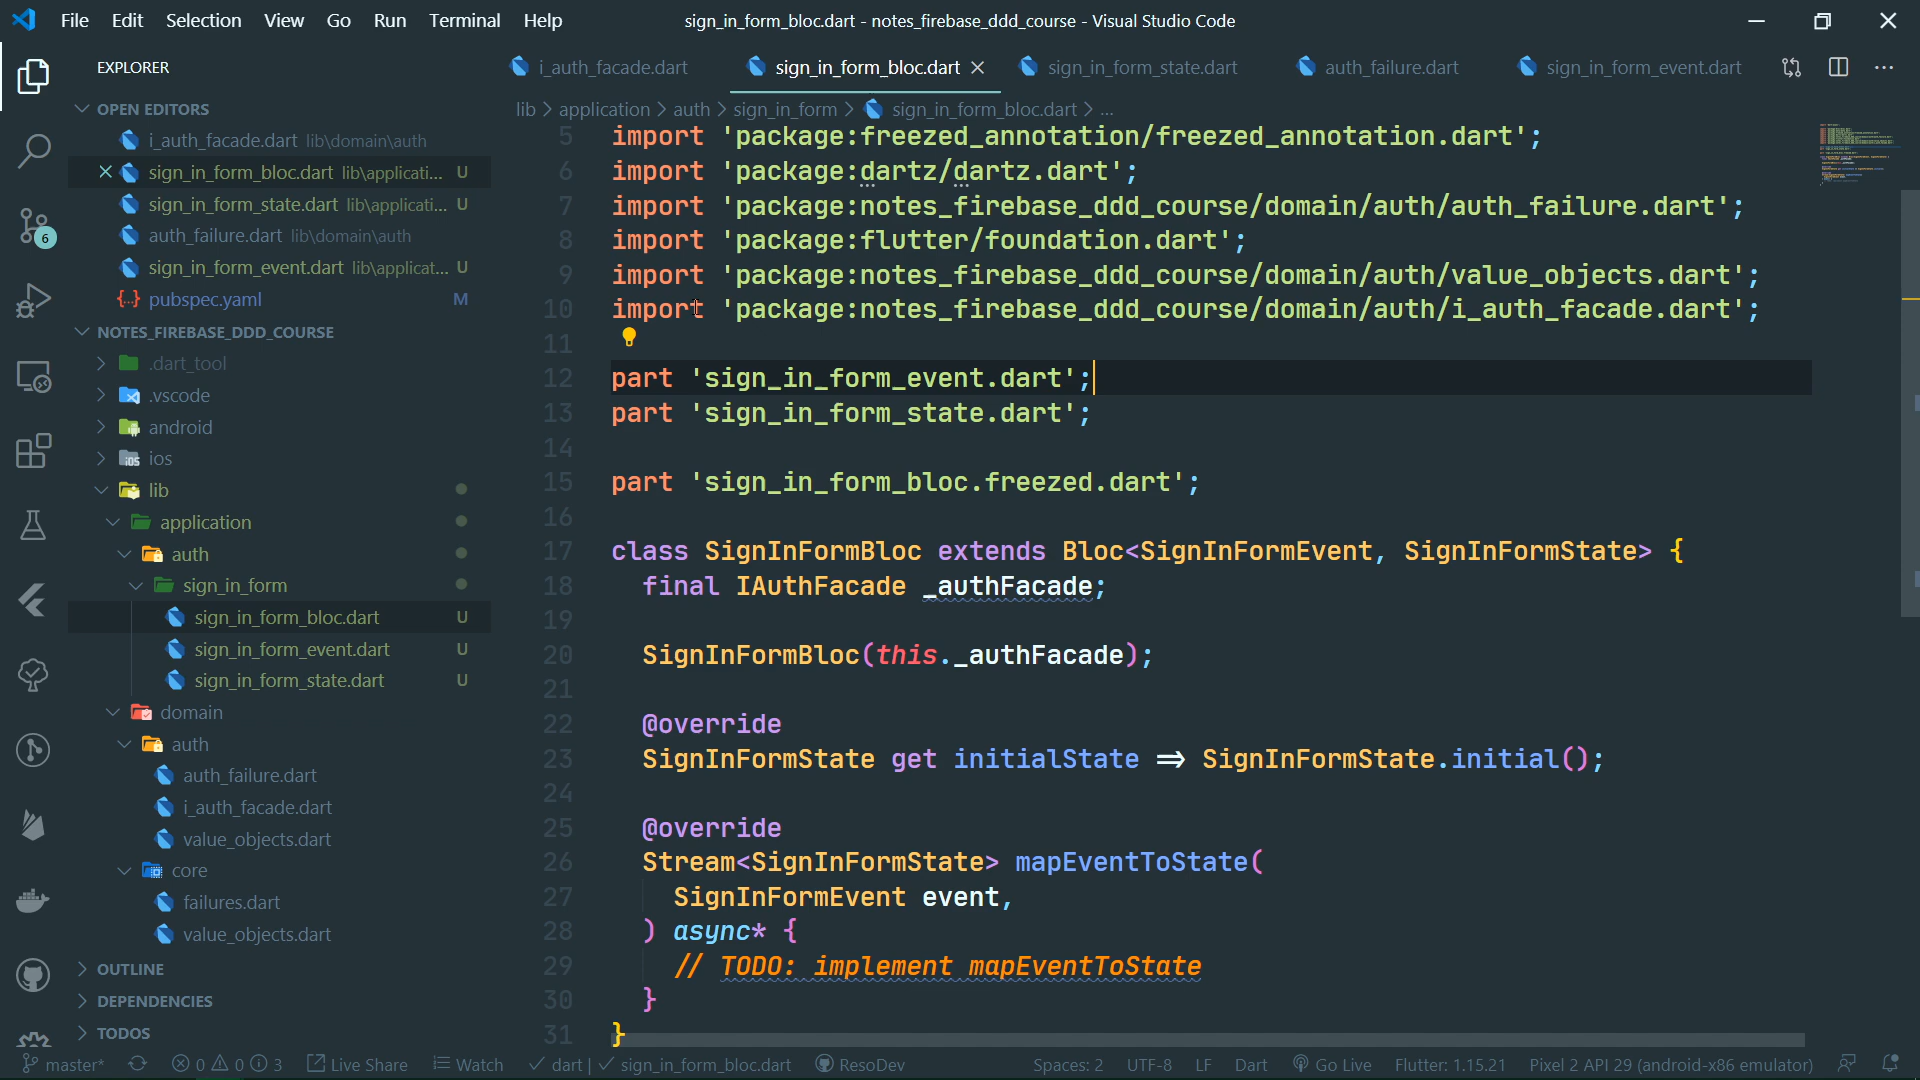 File Edit Selection View Go Run Terminal Help
sign_in_form_bloc.dart - notes_firebase_ddd_course - Visual Studio Code
EXPLORER
OPEN EDITORS
i_auth_facade.dart lib\domain\auth
sign_in_form_bloc.dart lib\applicati... U
sign_in_form_state.dart lib\applicati... U
auth_failure.dart lib\domain\auth
sign_in_form_event.dart lib\applicat... U
{..} pubspec.yaml M
NOTES_FIREBASE_DDD_COURSE
.dart_tool
.vscode
android
ios
lib
application
auth
sign_in_form
sign_in_form_bloc.dart U
sign_in_form_event.dart U
sign_in_form_state.dart U
domain
auth
auth_failure.dart
i_auth_facade.dart
value_objects.dart
core
failures.dart
value_objects.dart
OUTLINE
DEPENDENCIES
TODOS
6
i_auth_facade.dart sign_in_form_bloc.dart sign_in_form_state.dart auth_failure.dart sign_in_form_event.dart
lib > application > auth > sign_in_form > sign_in_form_bloc.dart > ...
5 import 'package:freezed_annotation/freezed_annotation.dart';
6 import 'package:dartz/dartz.dart';
7 import 'package:notes_firebase_ddd_course/domain/auth/auth_failure.dart';
8 import 'package:flutter/foundation.dart';
9 import 'package:notes_firebase_ddd_course/domain/auth/value_objects.dart';
10 import 'package:notes_firebase_ddd_course/domain/auth/i_auth_facade.dart';
11
12 part 'sign_in_form_event.dart';
13 part 'sign_in_form_state.dart';
14
15 part 'sign_in_form_bloc.freezed.dart';
16
17 class SignInFormBloc extends Bloc<SignInFormEvent, SignInFormState> {
18 final IAuthFacade _authFacade;
19
20 SignInFormBloc(this._authFacade);
21
22 @override
23 SignInFormState get initialState => SignInFormState.initial();
24
25 @override
26 Stream<SignInFormState> mapEventToState(
27 SignInFormEvent event,
28 ) async* {
29 // TODO: implement mapEventToState
30 }
31 }
master* 0 0 3 Live Share Watch dart | sign_in_form_bloc.dart ResoDev Spaces: 2 UTF-8 LF Dart Go Live Flutter: 1.15.21 Pixel 2 API 29 (android-x86 emulator)